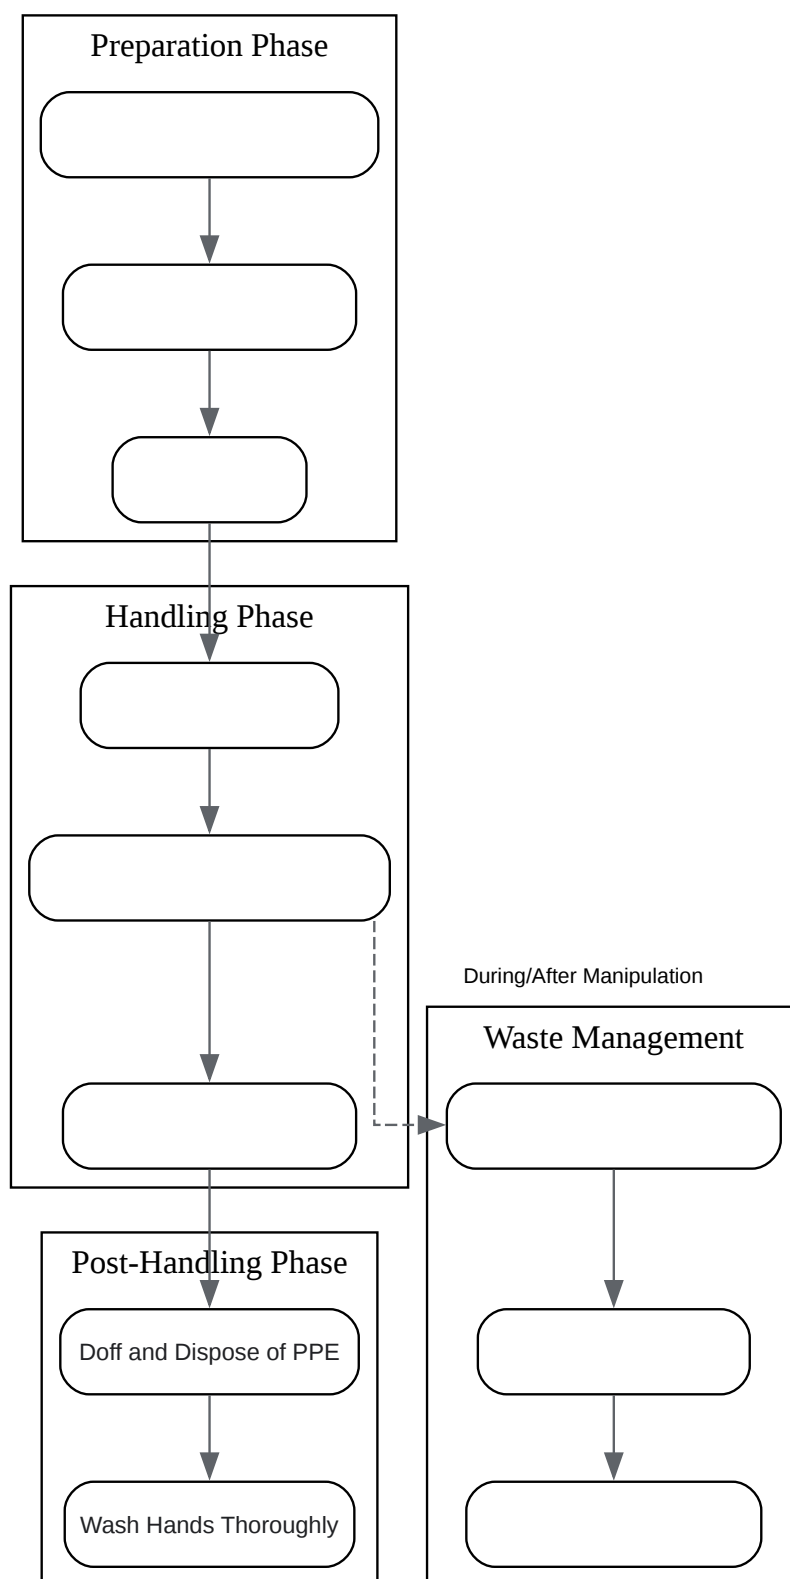 Preparation Phase
Handling Phase
During/After Manipulation
Waste Management
Post-Handling Phase
Doff and Dispose of PPE
Wash Hands Thoroughly